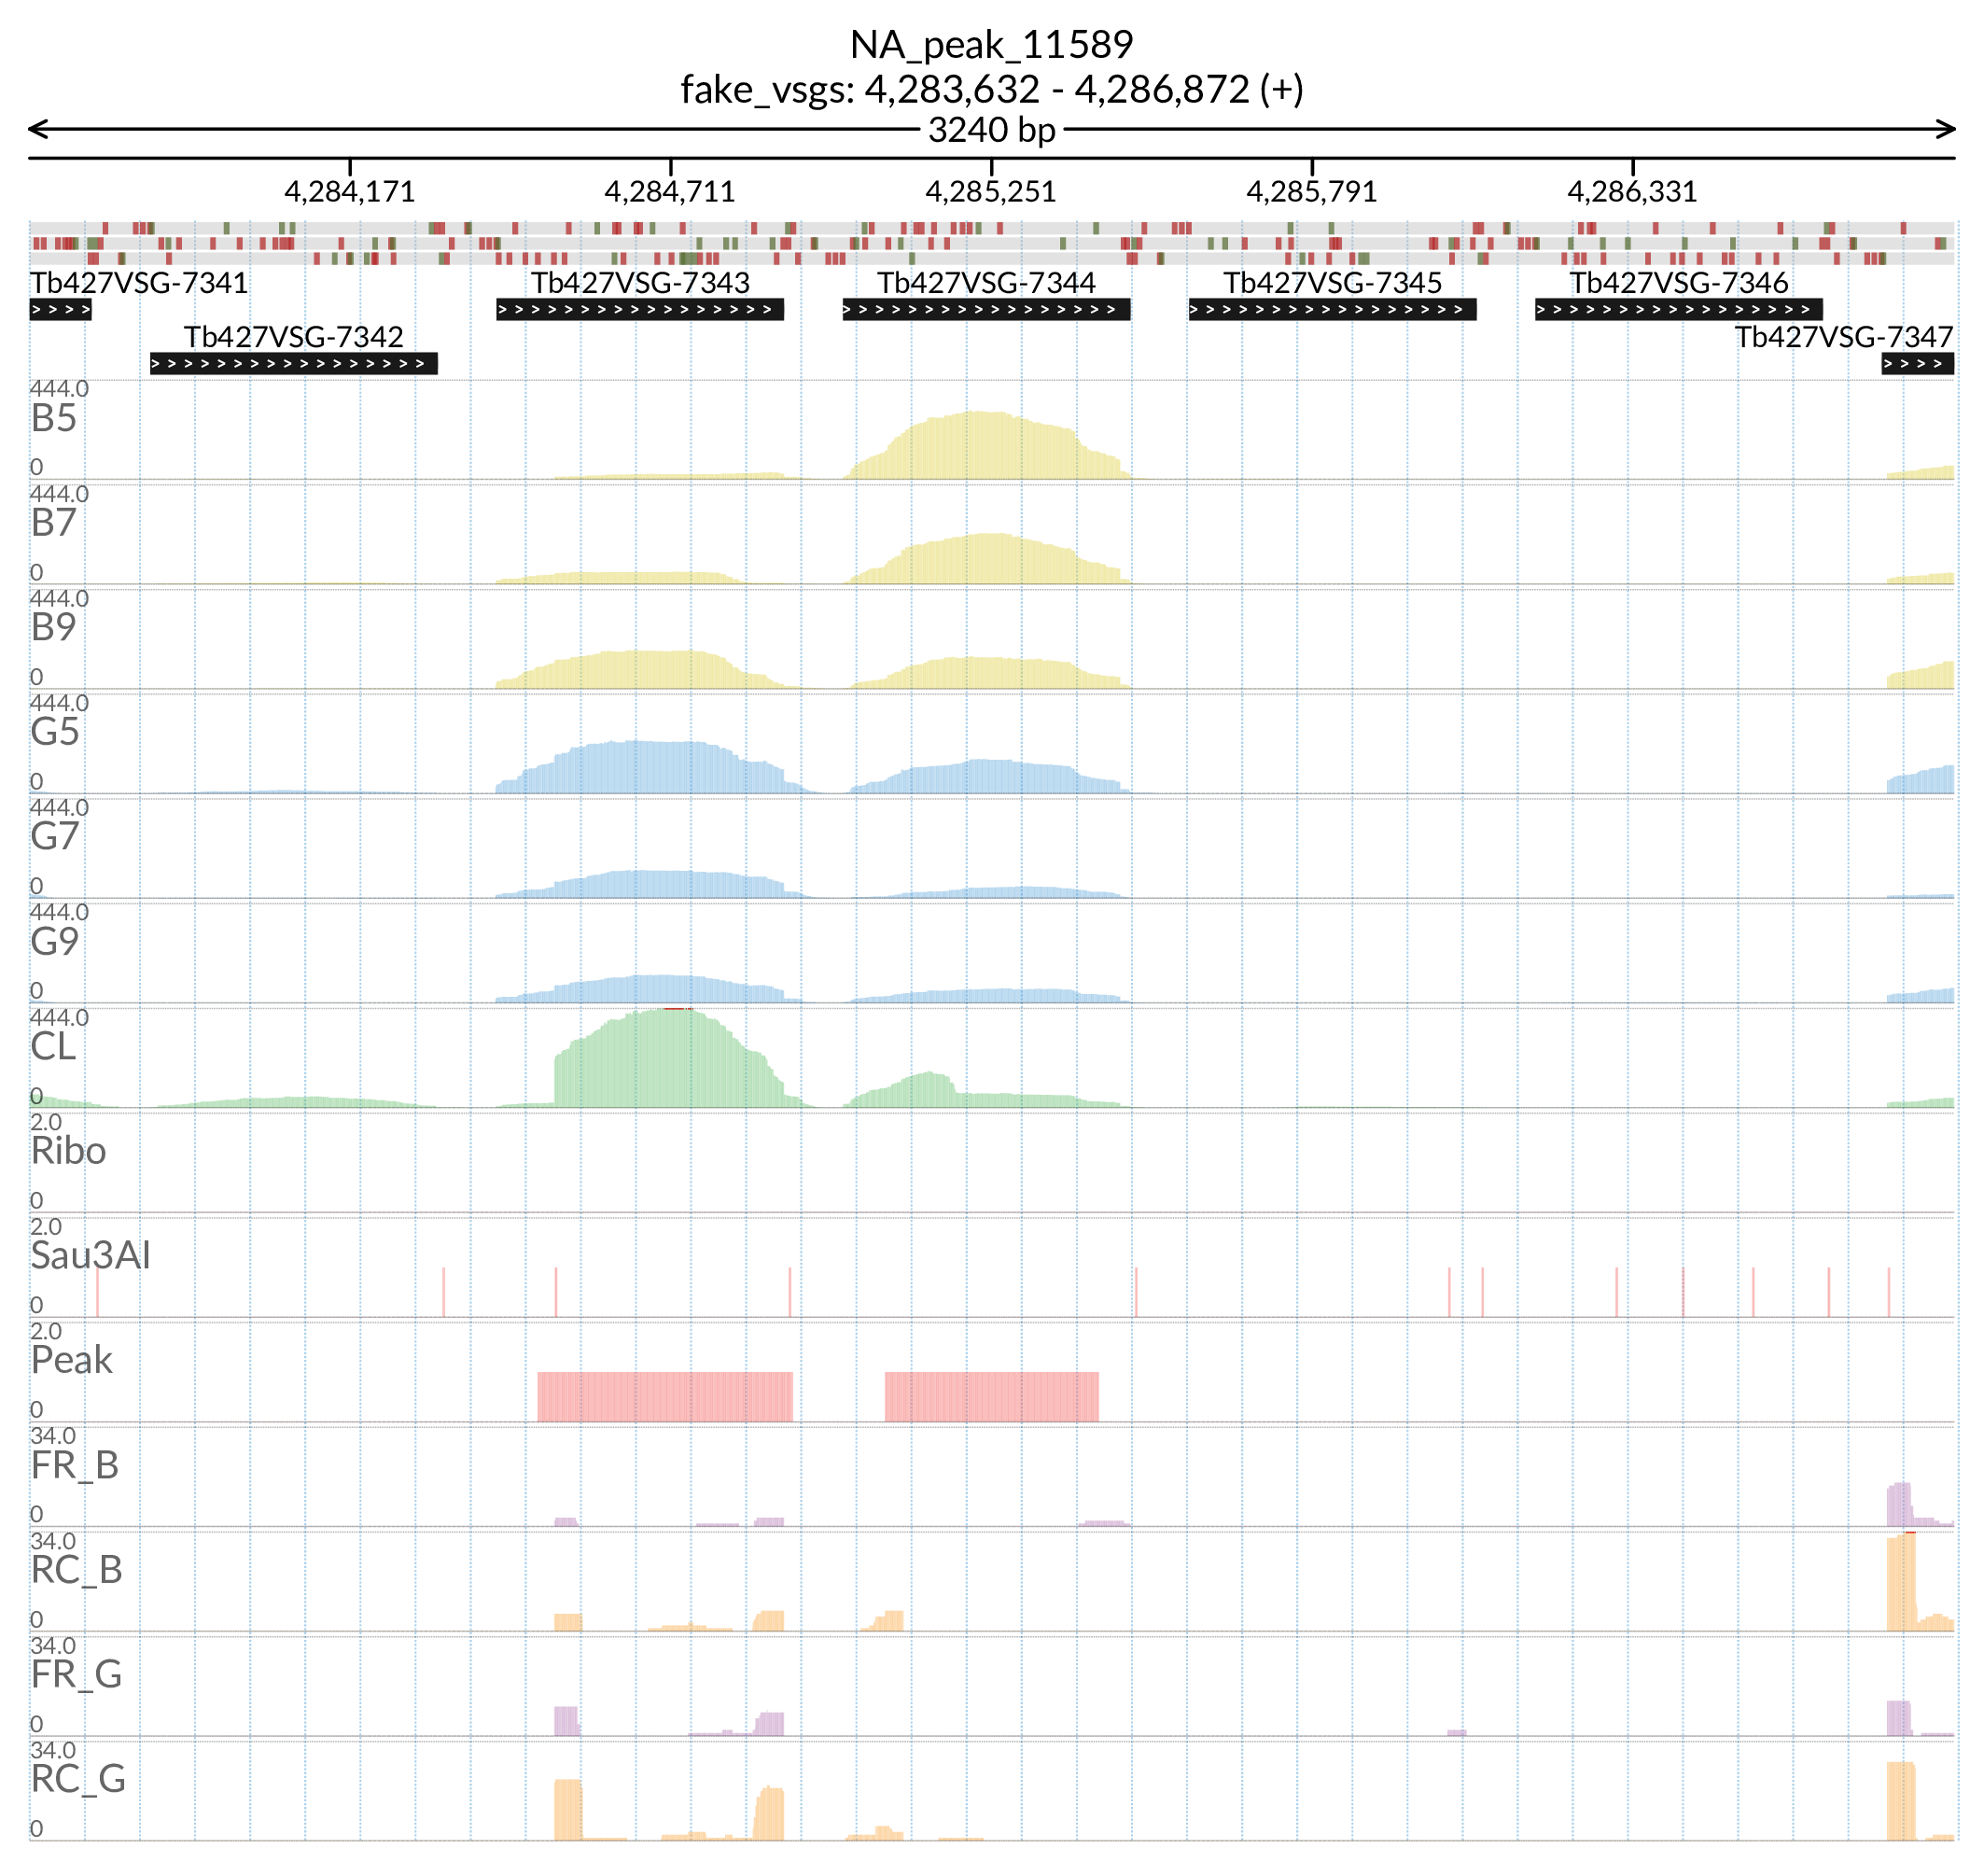 NA_peak_11589
fake_vsgs: 4,283,632 - 4,286,872 (+)
3240 bp
4,284,171 4,284,711 4,285,251 4,285,791 4,286,331
Tb427VSG-7341 Tb427VSG-7343 Tb427VSG-7344 Tb427VSG-7345 Tb427VSG-7346
Tb427VSG-7342 Tb427VSG-7347
444.0
B5
0
444.0
B7
0
444.0
B9
0
444.0
G5
0
444.0
G7
0
444.0
G9
0
444.0
CL
0
2.0
Ribo
0
2.0
Sau3AI
0
2.0
Peak
0
34.0
FR_B
0
34.0
RC_B
0
34.0
FR_G
0
34.0
RC_G
0